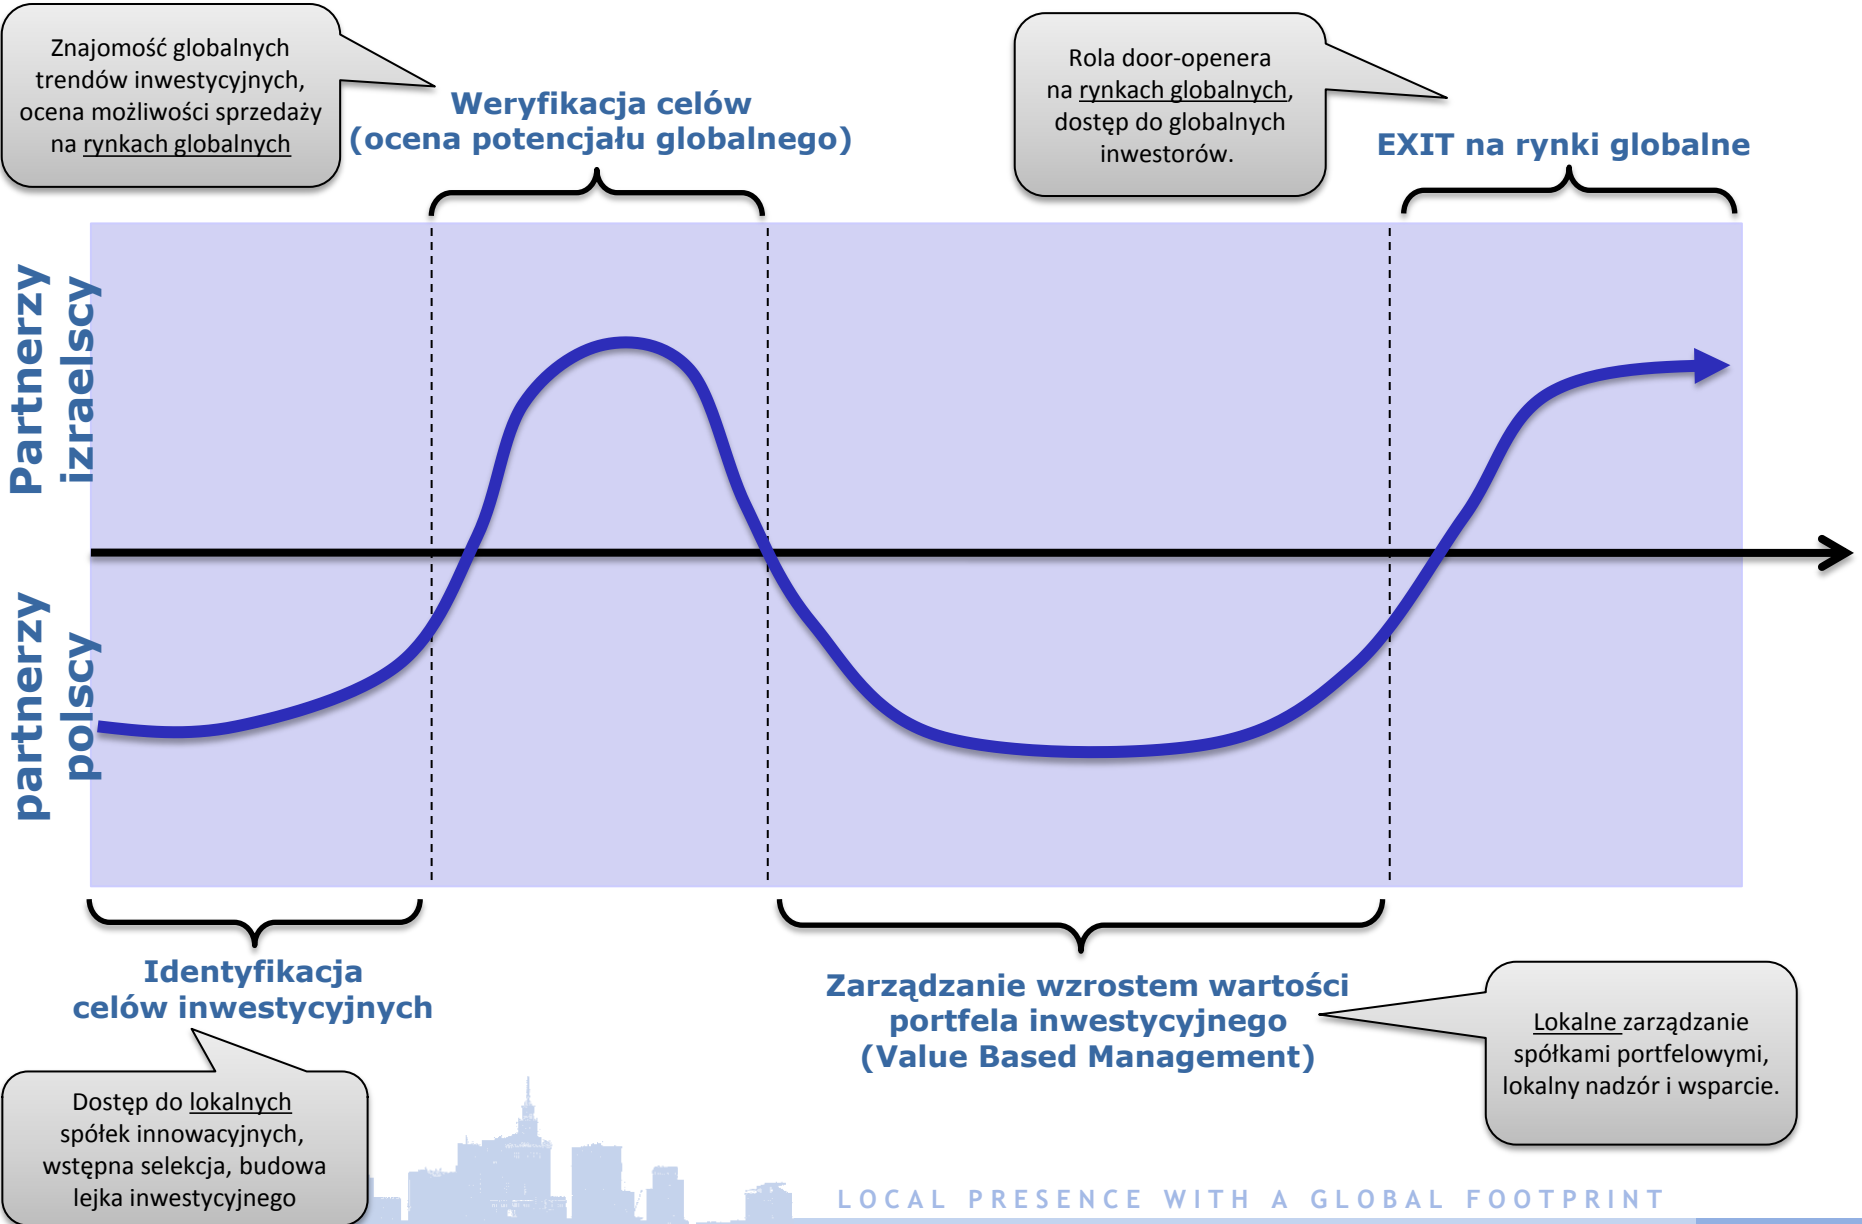 Znajomość globalnych
trendów inwestycyjnych,
ocena możliwości sprzedaży
na rynkach globalnych
Weryfikacja celów
(ocena potencjału globalnego)
Rola door-openera
na rynkach globalnych,
dostęp do globalnych
inwestorów.
EXIT na rynki globalne
Partnerzy
izraelscy
partnerzy
polscy
Identyfikacja
celów inwestycyjnych
Zarządzanie wzrostem wartości
portfela inwestycyjnego
(Value Based Management)
Lokalne zarządzanie
spółkami portfelowymi,
lokalny nadzór i wsparcie.
Dostęp do lokalnych
spółek innowacyjnych,
wstępna selekcja, budowa
lejka inwestycyjnego
LOCAL PRESENCE WITH A GLOBAL FOOTPRINT